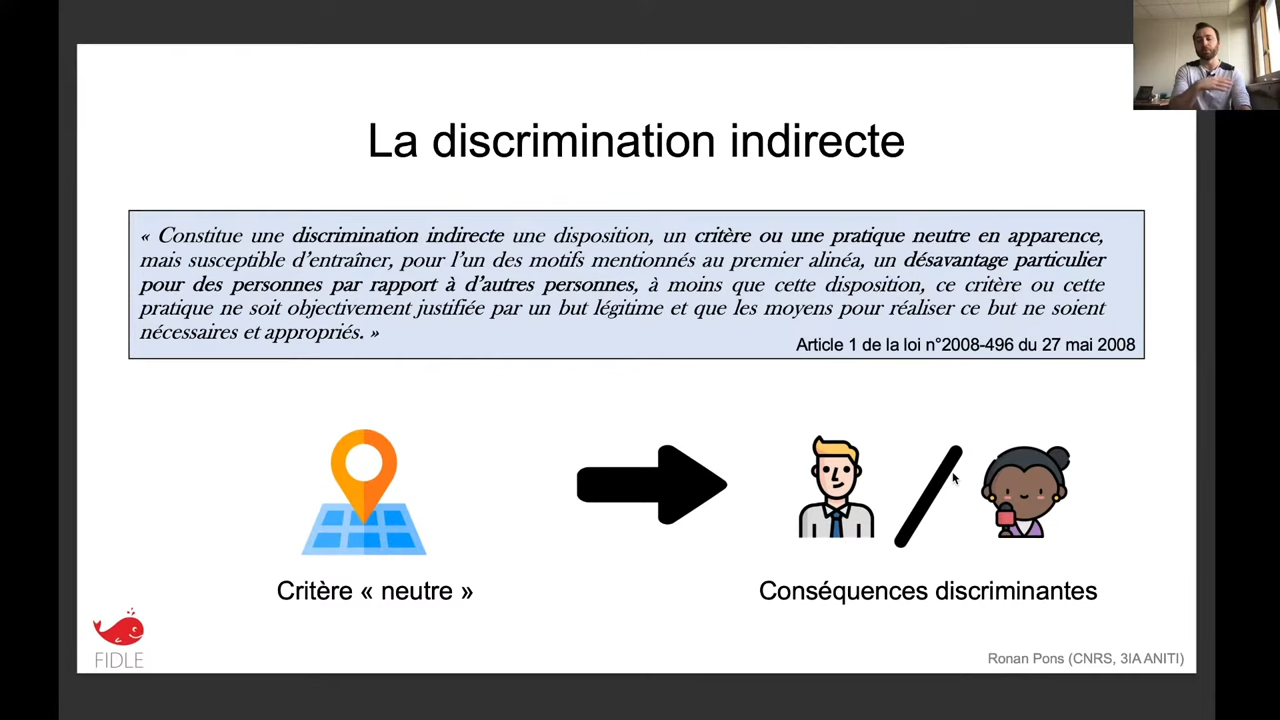 La discrimination indirecte
« Constitue une discrimination indirecte une disposition, un critère ou une pratique neutre en apparence,
mais susceptible d’entraîner, pour l’un des motifs mentionnés au premier alinéa, un désavantage particulier
pour des personnes par rapport à d’autres personnes, à moins que cette disposition, ce critère ou cette
pratique ne soit objectivement justifiée par un but légitime et que les moyens pour réaliser ce but ne soient
nécessaires et appropriés. »
Article 1 de la loi n°2008-496 du 27 mai 2008
Critère « neutre »
Conséquences discriminantes
FIDLE
Ronan Pons (CNRS, 3IA ANITI)